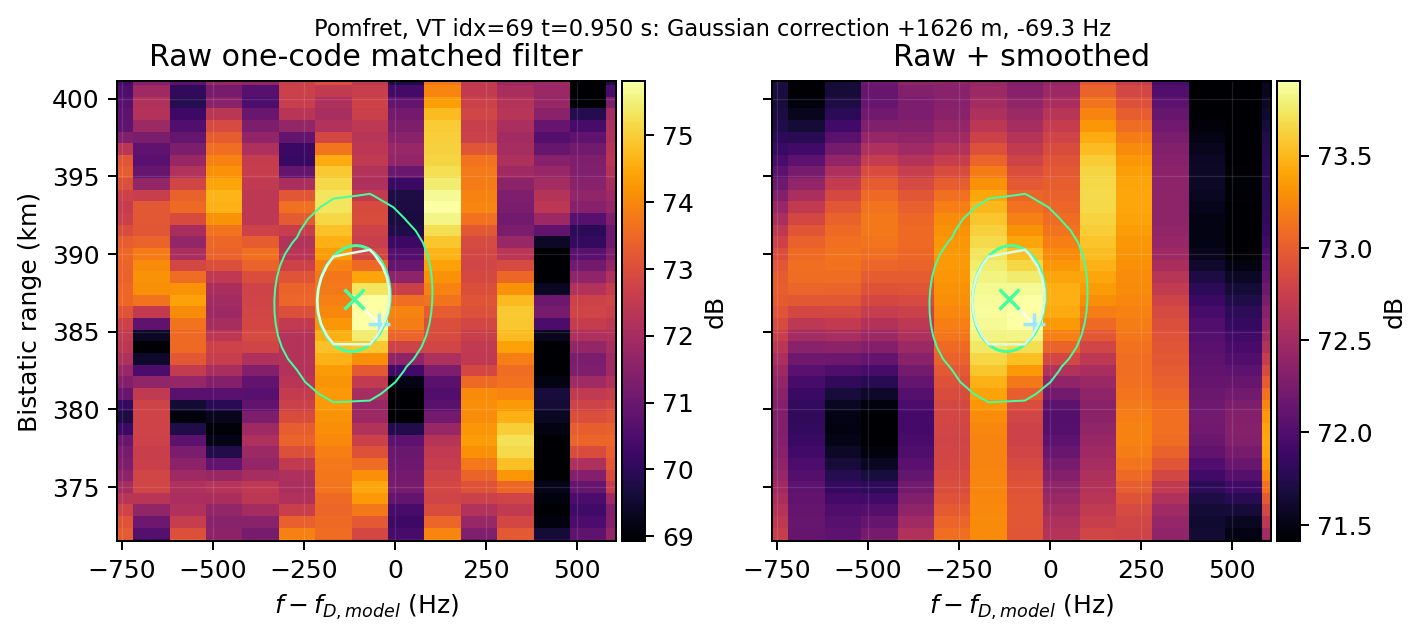 Pomfret, VT idx=69 t=0.950 s: Gaussian correction +1626 m, -69.3 Hz
Raw one-code matched filter
Raw + smoothed
Bistatic range (km)
400
395
390
385
380
375
−750 −500 −250 0 250 500
f − f_{D, model} (Hz)
75
74
73
72
71
70
69
dB
−750 −500 −250 0 250 500
f − f_{D, model} (Hz)
73.5
73.0
72.5
72.0
71.5
dB